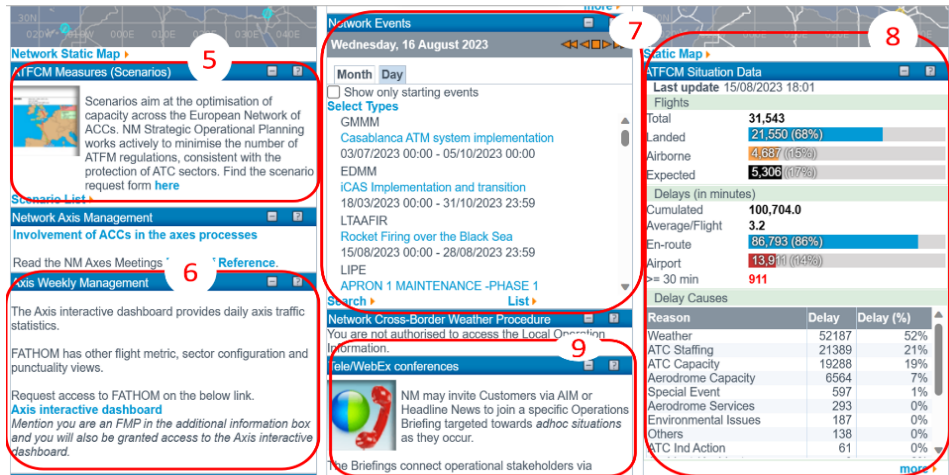 more
30N
020W
000E
020E
030E
040E
Network Static Map
5
ATFCM Measures (Scenarios)
Scenarios aim at the optimisation of
capacity across the European Network of
ACCs. NM Strategic Operational Planning
works actively to minimise the number of
ATFM regulations, consistent with the
protection of ATC sectors. Find the scenario
request form here
Scenario List
Network Axis Management
Involvement of ACCs in the axes processes
Read the NM Axes Meetings Reference.
6
Axis Weekly Management
The Axis interactive dashboard provides daily axis traffic
statistics.
FATHOM has other flight metric, sector configuration and
punctuality views.
Request access to FATHOM on the below link.
Axis interactive dashboard
Mention you are an FMP in the additional information box
and you will also be granted access to the Axis interactive
dashboard.
Network Events
7
Wednesday, 16 August 2023
Month Day
Show only starting events
Select Types
GMMM
Casablanca ATM system implementation
03/07/2023 00:00 - 05/10/2023 00:00
EDMM
iCAS Implementation and transition
18/03/2023 00:00 - 31/10/2023 23:59
LTAAFIR
Rocket Firing over the Black Sea
15/08/2023 00:00 - 28/08/2023 23:59
LIPE
APRON 1 MAINTENANCE -PHASE 1
Search List
Network Cross-Border Weather Procedure
You are not authorised to access the Local Operation
Information.
9
Tele/WebEx conferences
NM may invite Customers via AIM or
Headline News to join a specific Operations
Briefing targeted towards adhoc situations
as they occur.
The Briefings connect operational stakeholders via
Static Map
8
ATFCM Situation Data
Last update 15/08/2023 18:01
Flights
Total 31,543
Landed 21,550 (68%)
Airborne 4,687 (15%)
Expected 5,306 (17%)
Delays (in minutes)
Cumulated 100,704.0
Average/Flight 3.2
En-route 86,793 (86%)
Airport 13,911 (14%)
>= 30 min 911
Delay Causes
Reason Delay Delay (%)
Weather 52187 52%
ATC Staffing 21389 21%
ATC Capacity 19288 19%
Aerodrome Capacity 6564 7%
Special Event 597 1%
Aerodrome Services 293 0%
Environmental Issues 187 0%
Others 138 0%
ATC Ind Action 61 0%
more